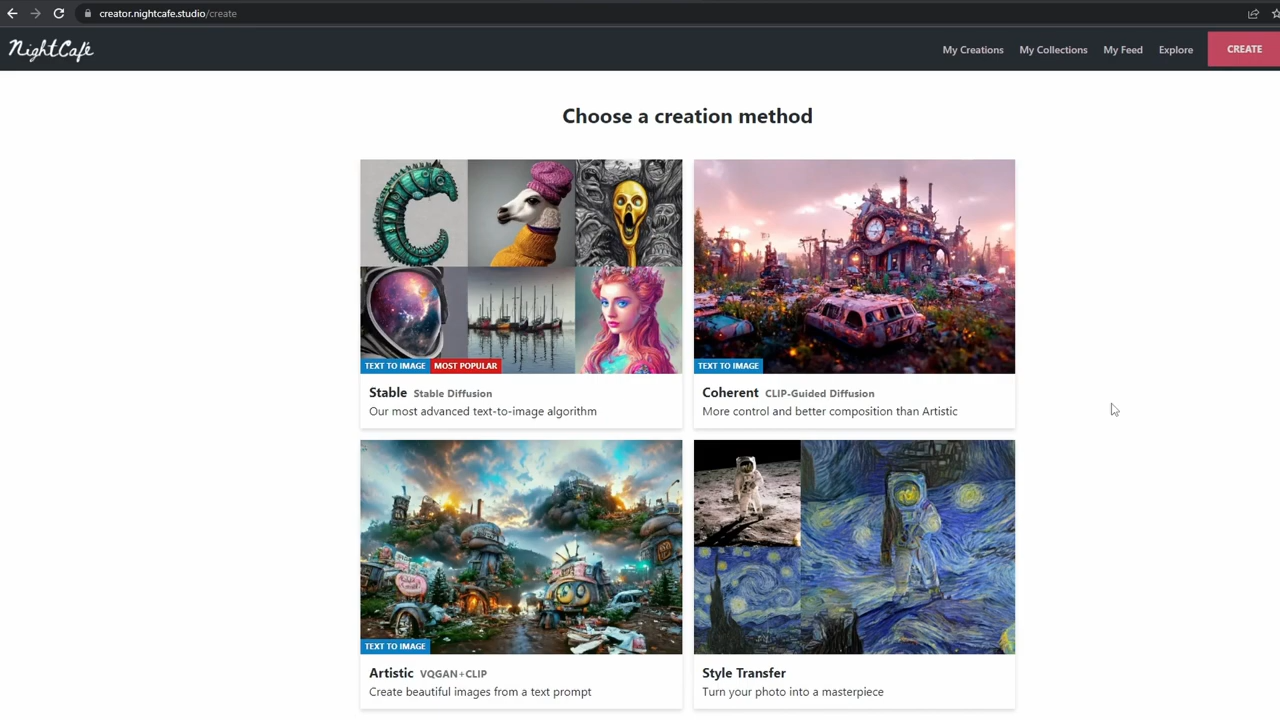 creator.nightcafe.studio/create
NightCafé
My Creations My Collections My Feed Explore CREATE
Choose a creation method
TEXT TO IMAGE MOST POPULAR
Stable Stable Diffusion
Our most advanced text-to-image algorithm
TEXT TO IMAGE
Coherent CLIP-Guided Diffusion
More control and better composition than Artistic
TEXT TO IMAGE
Artistic VQGAN+CLIP
Create beautiful images from a text prompt
Style Transfer
Turn your photo into a masterpiece